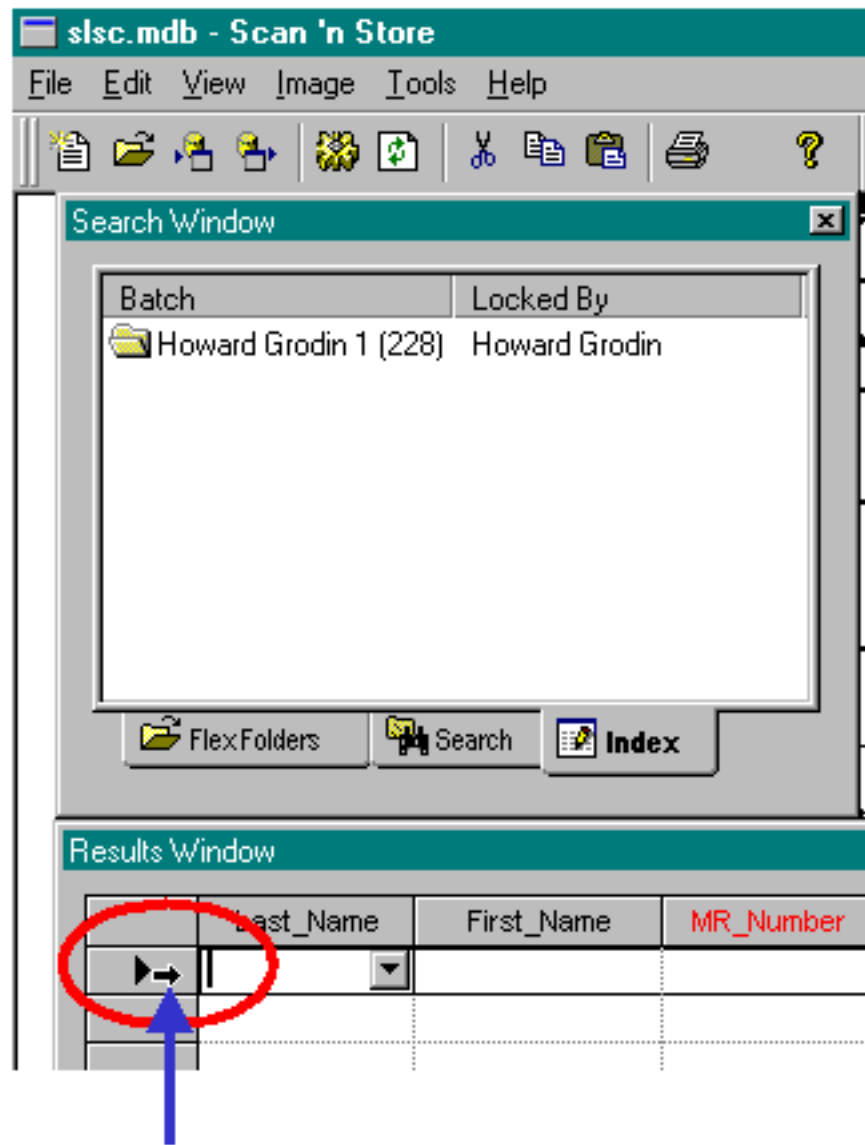 slsc.mdb - Scan 'n Store
File Edit View Image Tools Help
Search Window
Batch Locked By
Howard Grodin 1 (228) Howard Grodin
FlexFolders Search Index
Results Window
Last_Name First_Name MR_Number